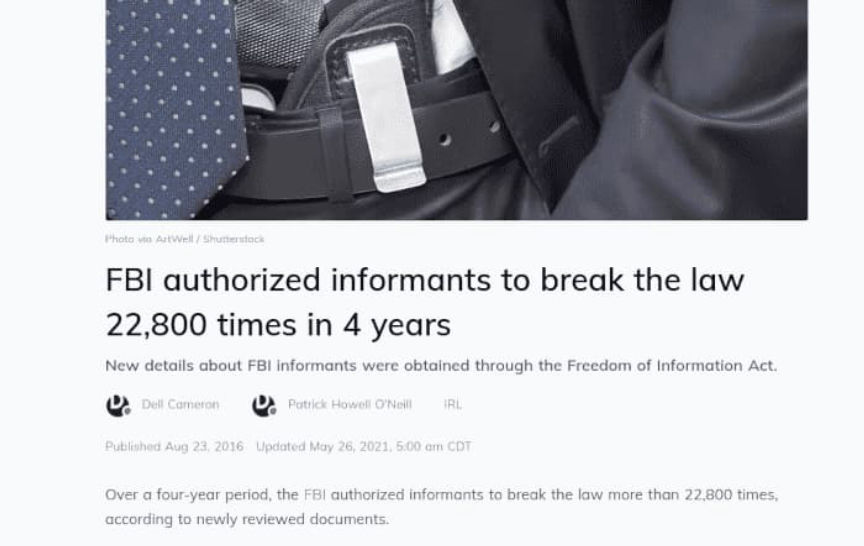 Photo via ArtWell / Shutterstock
FBI authorized informants to break the law
22,800 times in 4 years
New details about FBI informants were obtained through the Freedom of Information Act.
Dell Cameron Patrick Howell O'Neill IRL
Published Aug 23, 2016 Updated May 26, 2021, 5:00 am CDT
Over a four-year period, the FBI authorized informants to break the law more than 22,800 times,
according to newly reviewed documents.